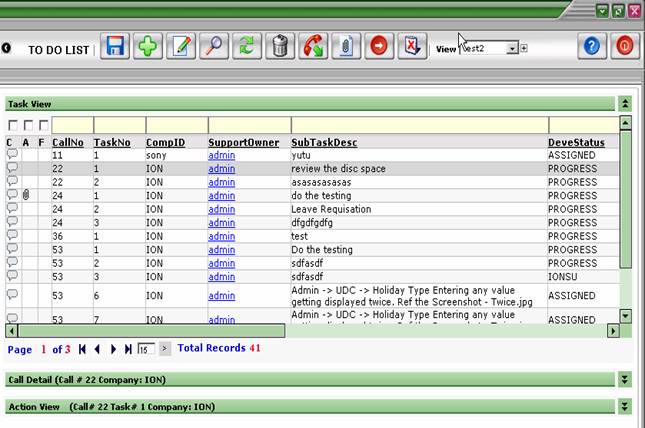 TO DO LIST View test2
Task View
C A F CallNo TaskNo CompID SupportOwner SubTaskDesc DeveStatus
11 1 sony admin yutu ASSIGNED
22 1 ION admin review the disc space PROGRESS
22 2 ION admin asasasasasas PROGRESS
24 1 ION admin do the testing PROGRESS
24 2 ION admin Leave Requisation PROGRESS
24 3 ION admin dfgdgfdfg PROGRESS
36 1 ION admin test PROGRESS
53 1 ION admin Do the testing PROGRESS
53 2 ION admin sdfasdf PROGRESS
53 3 ION admin sdfasdf IONSU
53 6 ION admin Admin -> UDC -> Holiday Type Entering any value ASSIGNED
getting displayed twice. Ref the Screenshot - Twice.jpg
53 7 ION admin Admin -> UDC -> Holiday Type Entering any value ASSIGNED
Page 1 of 3 15 > Total Records 41
Call Detail (Call # 22 Company: ION)
Action View (Call# 22 Task# 1 Company: ION)